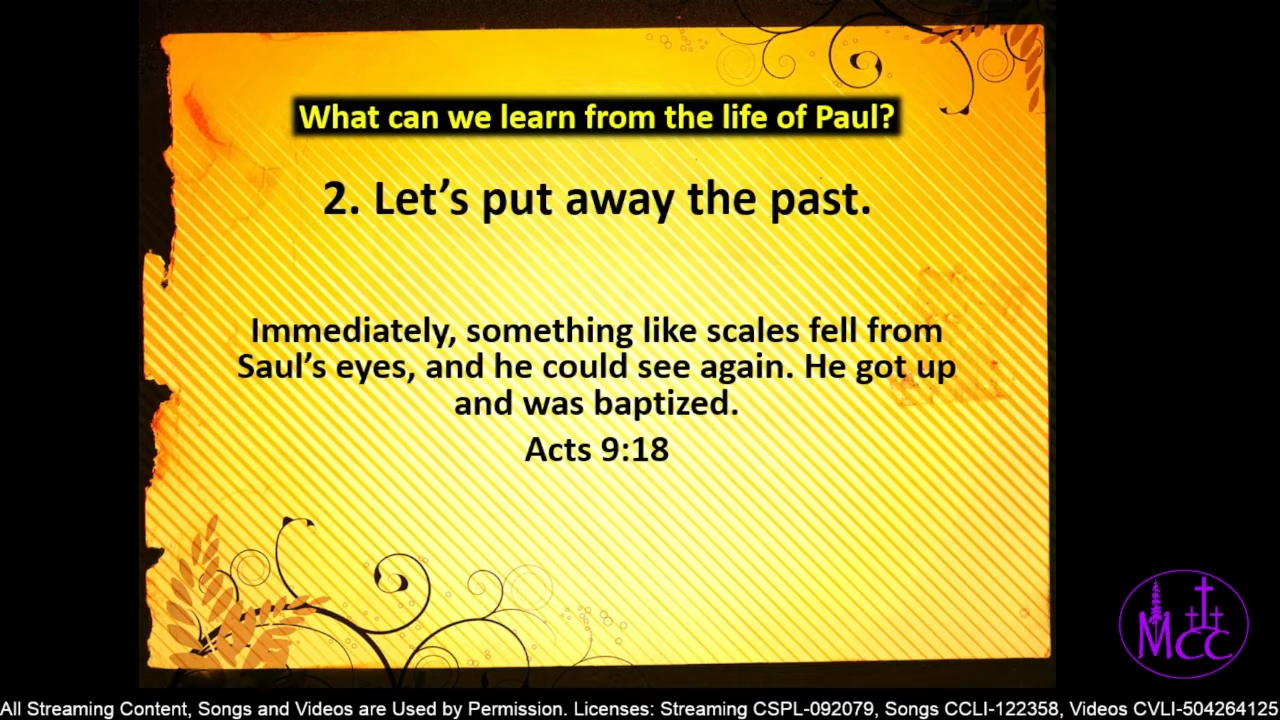 What can we learn from the life of Paul?
2. Let’s put away the past.
Immediately, something like scales fell from
Saul’s eyes, and he could see again. He got up
and was baptized.
Acts 9:18
MCC
All Streaming Content, Songs and Videos are Used by Permission. Licenses: Streaming CSPL-092079, Songs CCLI-122358, Videos CVLI-504264125